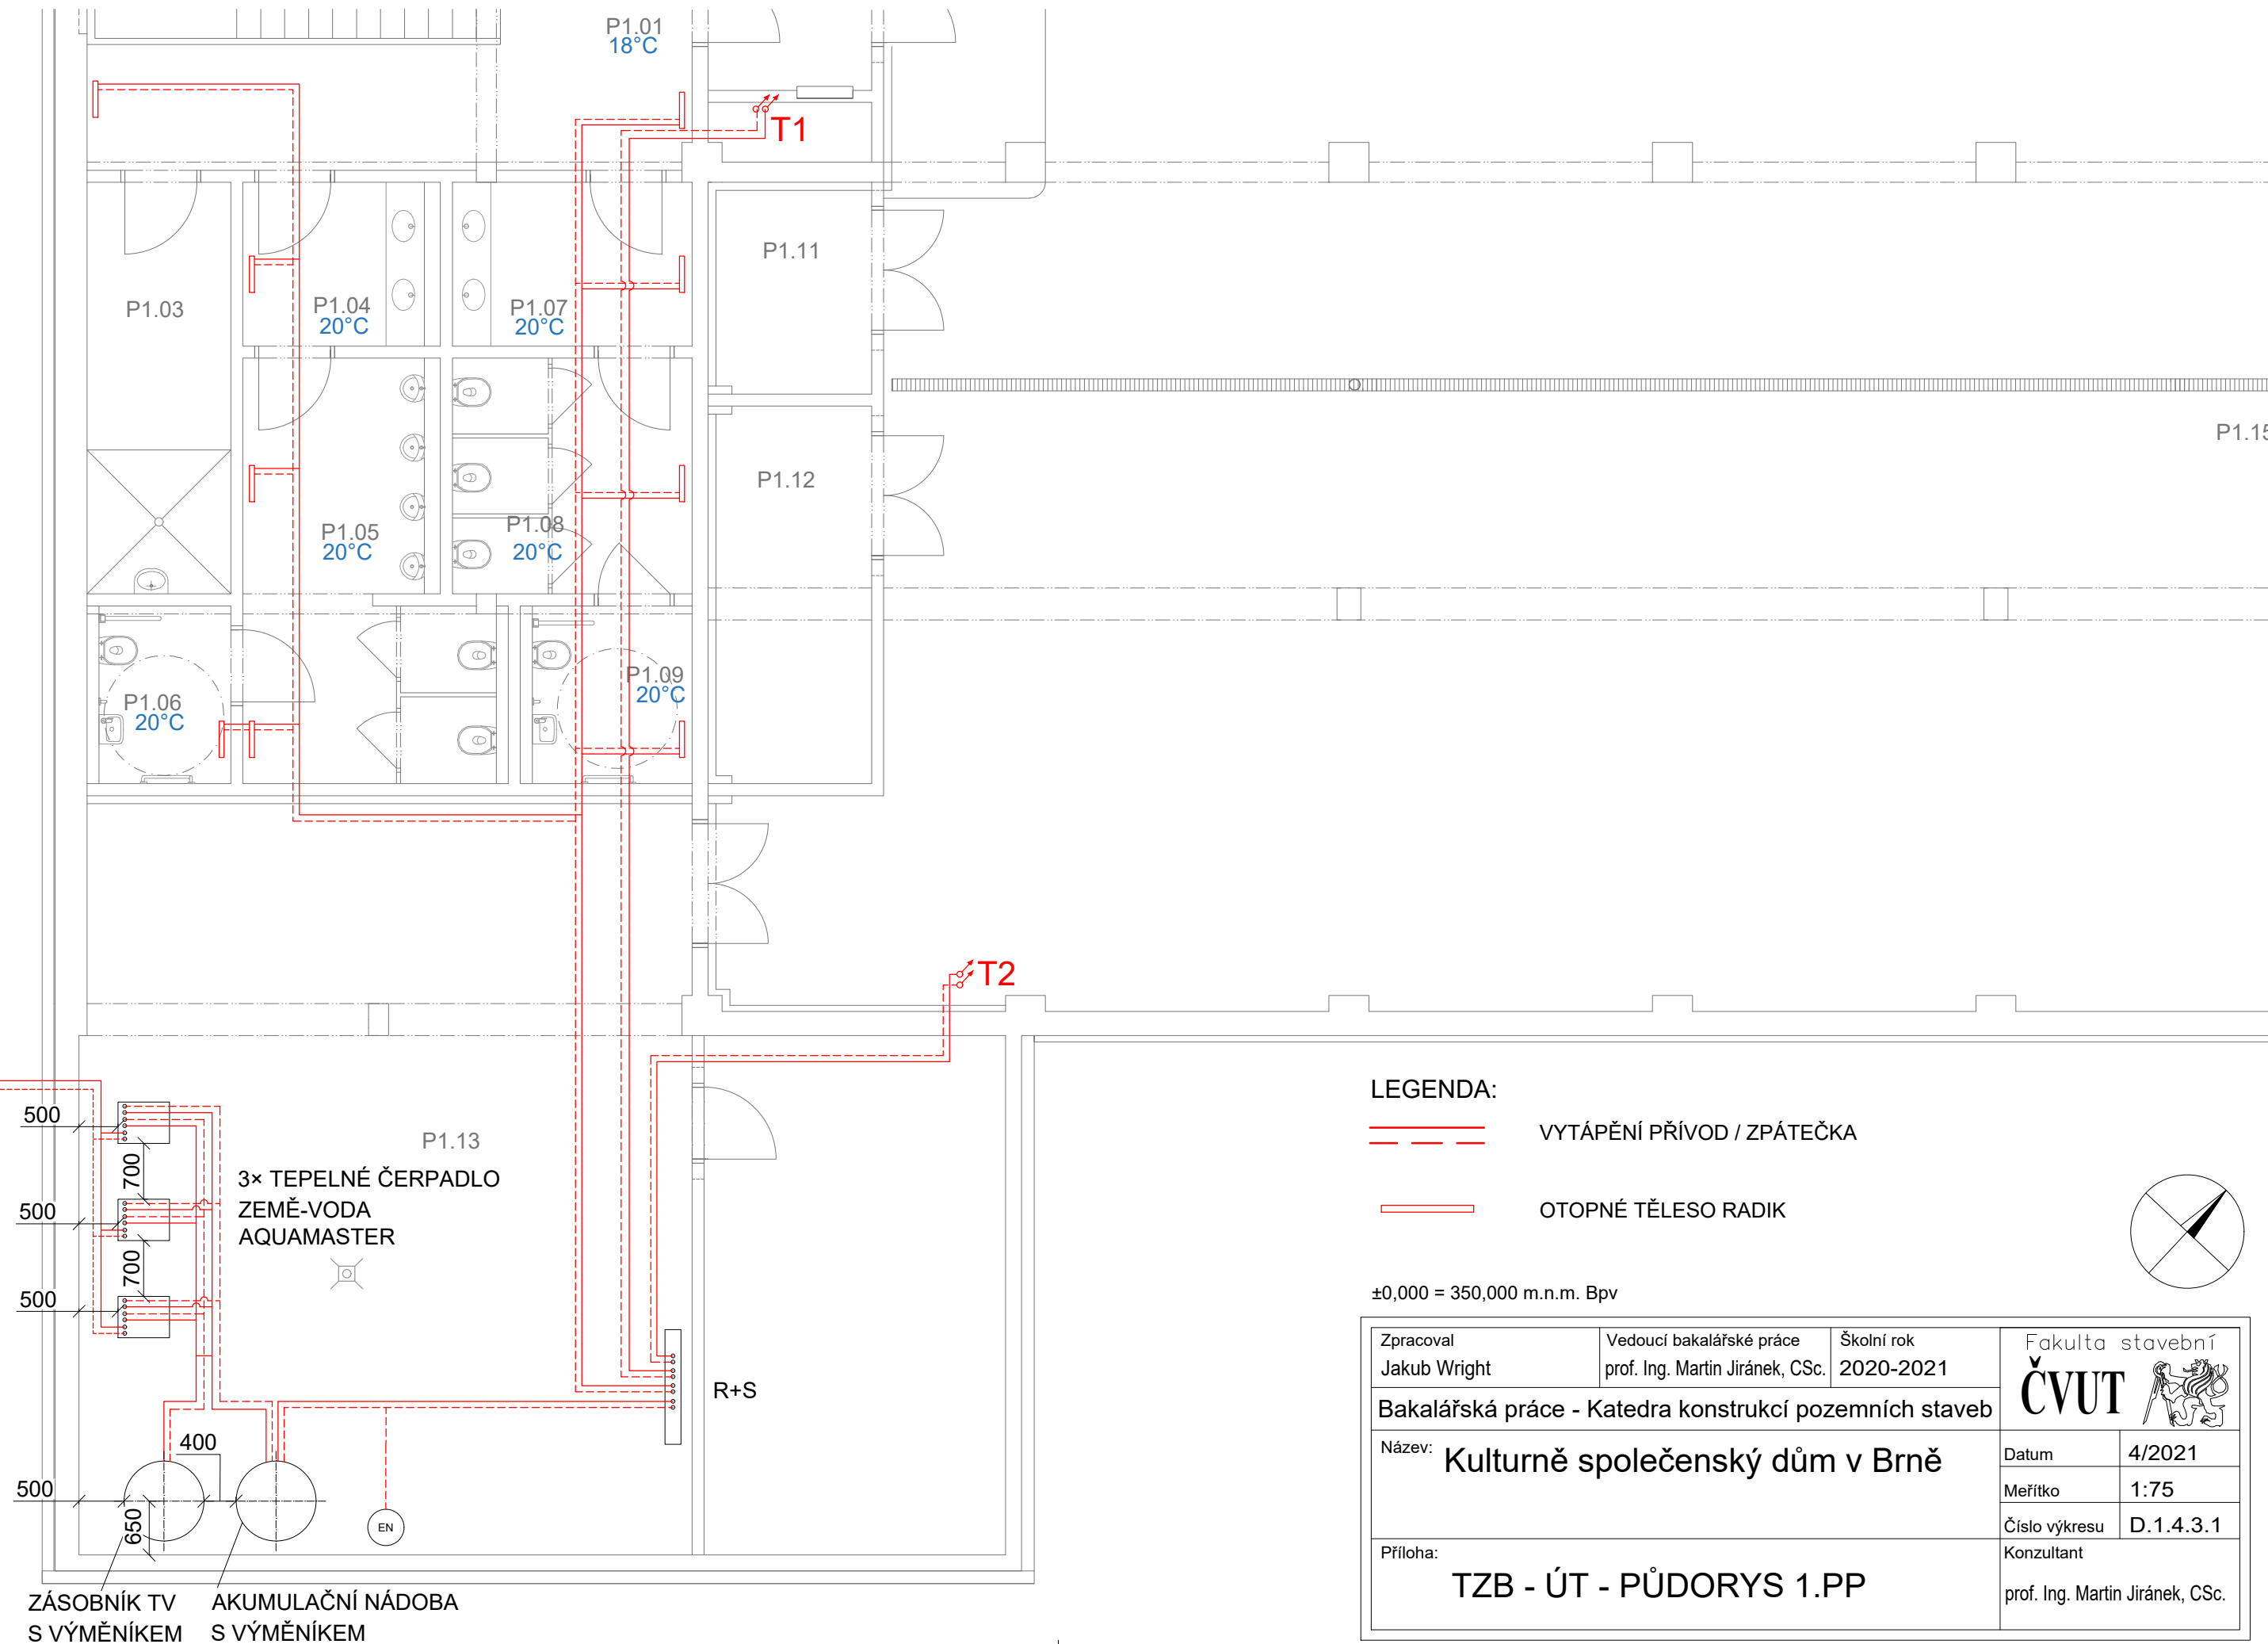 P1.01
18°C
T1
P1.11
P1.03
P1.04
20°C
P1.07
20°C
P1.15
P1.12
P1.05
20°C
P1.08
20°C
P1.06
20°C
P1.09
20°C
T2
P1.13
500
700
500
700
500
3× TEPELNÉ ČERPADLO
ZEMĚ-VODA
AQUAMASTER
R+S
400
500
650
EN
ZÁSOBNÍK TV
S VÝMĚNÍKEM
AKUMULAČNÍ NÁDOBA
S VÝMĚNÍKEM
LEGENDA:
VYTÁPĚNÍ PŘÍVOD / ZPÁTEČKA
OTOPNÉ TĚLESO RADIK
±0,000 = 350,000 m.n.m. Bpv
Zpracoval
Jakub Wright
Vedoucí bakalářské práce
prof. Ing. Martin Jiránek, CSc.
Školní rok
2020-2021
Fakulta stavební
ČVUT
Bakalářská práce - Katedra konstrukcí pozemních staveb
Název: Kulturně společenský dům v Brně
Datum 4/2021
Meřítko 1:75
Číslo výkresu D.1.4.3.1
Příloha:
TZB - ÚT - PŮDORYS 1.PP
Konzultant
prof. Ing. Martin Jiránek, CSc.